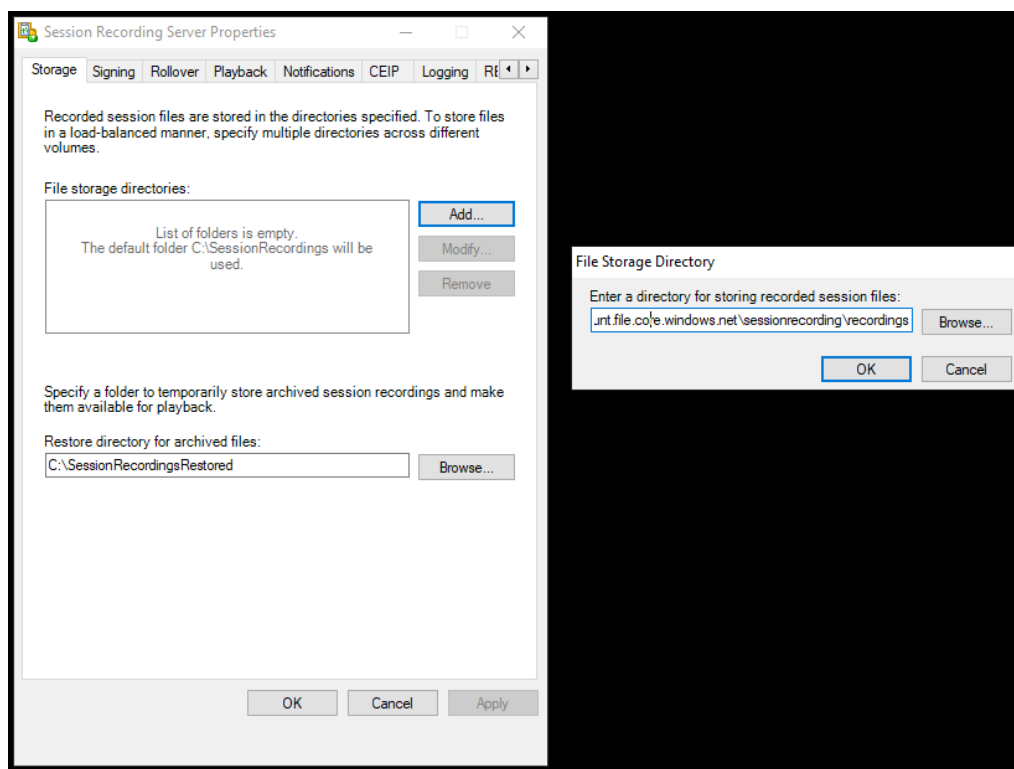 Session Recording Server Properties
Storage Signing Rollover Playback Notifications CEIP Logging
Recorded session files are stored in the directories specified. To store files
in a load-balanced manner, specify multiple directories across different
volumes.
File storage directories:
List of folders is empty.
The default folder C:\SessionRecordings will be
used.
Add...
Modify...
Remove
Specify a folder to temporarily store archived session recordings and make
them available for playback.
Restore directory for archived files:
C:\SessionRecordingsRestored
Browse...
OK Cancel Apply
File Storage Directory
Enter a directory for storing recorded session files:
unt.file.core.windows.net\sessionrecording\recordings
Browse...
OK Cancel